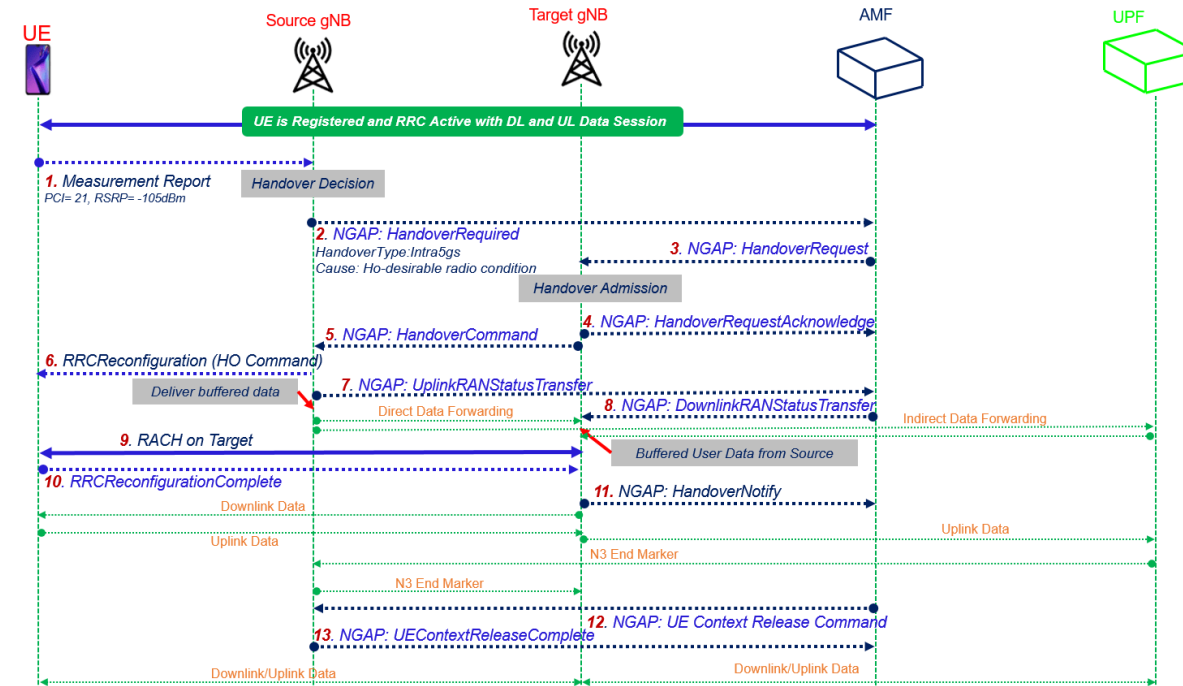 UE
Source gNB
Target gNB
AMF
UPF
UE is Registered and RRC Active with DL and UL Data Session
1. Measurement Report
PCI= 21, RSRP= -105dBm
Handover Decision
2. NGAP: HandoverRequired
HandoverType:Intra5gs
Cause: Ho-desirable radio condition
3. NGAP: HandoverRequest
Handover Admission
4. NGAP: HandoverRequestAcknowledge
5. NGAP: HandoverCommand
6. RRCReconfiguration (HO Command)
7. NGAP: UplinkRANStatusTransfer
Deliver buffered data
8. NGAP: DownlinkRANStatusTransfer
Direct Data Forwarding
Indirect Data Forwarding
9. RACH on Target
Buffered User Data from Source
10. RRCReconfigurationComplete
11. NGAP: HandoverNotify
Downlink Data
Uplink Data
Uplink Data
N3 End Marker
N3 End Marker
12. NGAP: UE Context Release Command
13. NGAP: UEContextReleaseComplete
Downlink/Uplink Data
Downlink/Uplink Data